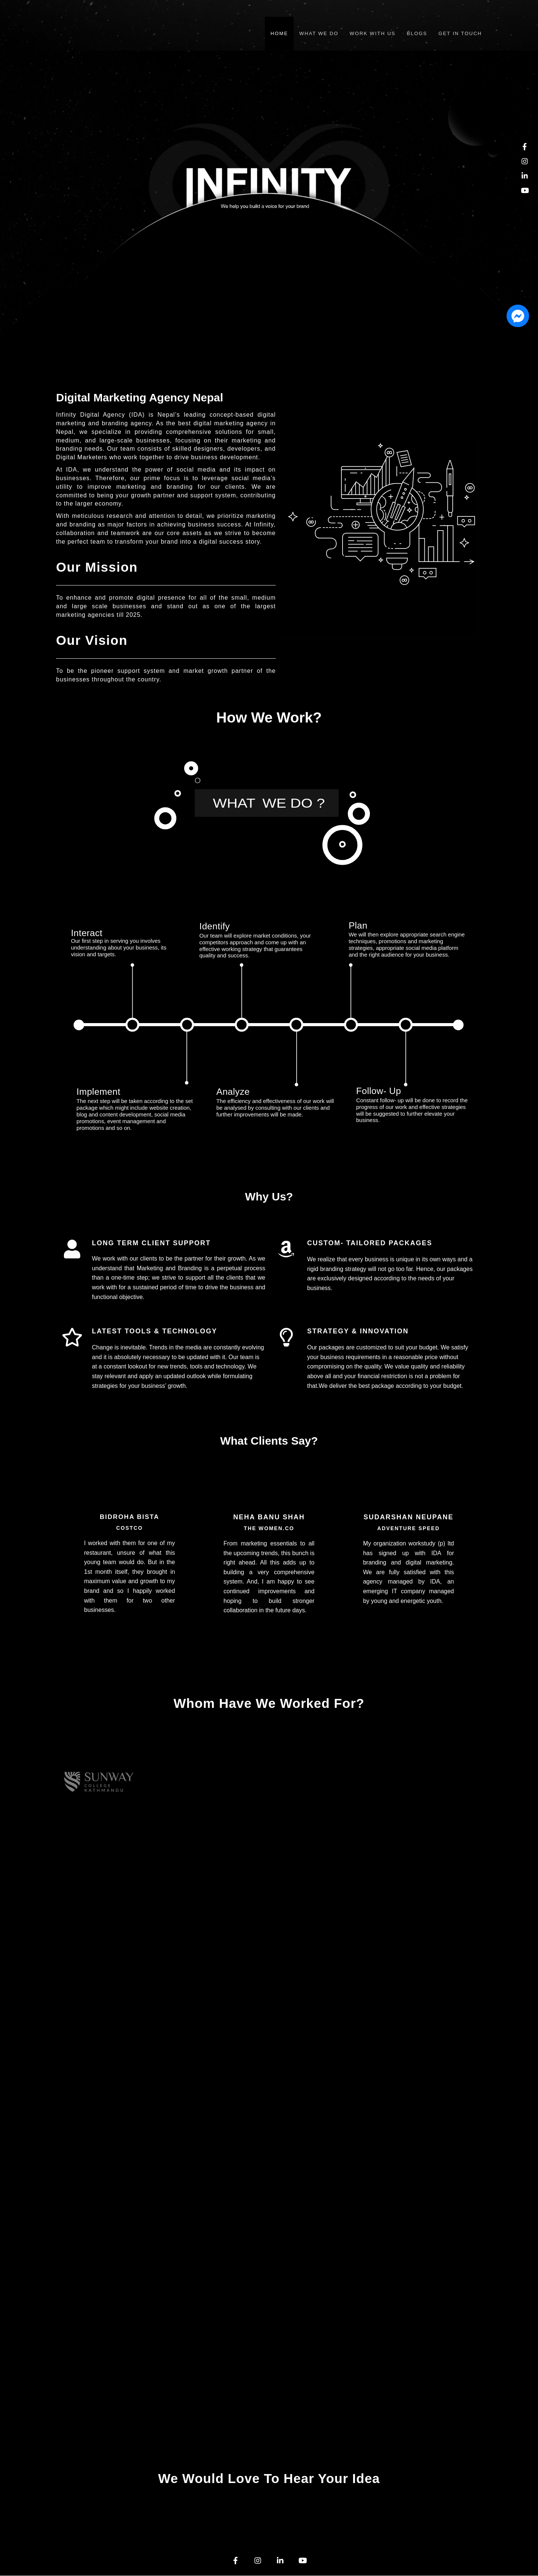 HOME WHAT WE DO WORK WITH US BLOGS GET IN TOUCH
INFINITY
We help you build a voice for your brand
Digital Marketing Agency Nepal
Infinity Digital Agency (IDA) is Nepal's leading concept-based digital
marketing and branding agency. As the best digital marketing agency in
Nepal, we specialize in providing comprehensive solutions for small,
medium, and large-scale businesses, focusing on their marketing and
branding needs. Our team consists of skilled designers, developers, and
Digital Marketers who work together to drive business development.
At IDA, we understand the power of social media and its impact on
businesses. Therefore, our prime focus is to leverage social media's
utility to improve marketing and branding for our clients. We are
committed to being your growth partner and support system, contributing
to the larger economy.
With meticulous research and attention to detail, we prioritize marketing
and branding as major factors in achieving business success. At Infinity,
collaboration and teamwork are our core assets as we strive to become
the perfect team to transform your brand into a digital success story.
Our Mission
To enhance and promote digital presence for all of the small, medium
and large scale businesses and stand out as one of the largest
marketing agencies till 2025.
Our Vision
To be the pioneer support system and market growth partner of the
businesses throughout the country.
How We Work?
WHAT WE DO ?
Interact
Our first step in serving you involves
understanding about your business, its
vision and targets.
Identify
Our team will explore market conditions, your
competitors approach and come up with an
effective working strategy that guarantees
quality and success.
Plan
We will then explore appropriate search engine
techniques, promotions and marketing
strategies, appropriate social media platform
and the right audience for your business.
Implement
The next step will be taken according to the set
package which might include website creation,
blog and content development, social media
promotions, event management and
promotions and so on.
Analyze
The efficiency and effectiveness of our work will
be analysed by consulting with our clients and
further improvements will be made.
Follow- Up
Constant follow- up will be done to record the
progress of our work and effective strategies
will be suggested to further elevate your
business.
Why Us?
LONG TERM CLIENT SUPPORT
We work with our clients to be the partner for their growth. As we
understand that Marketing and Branding is a perpetual process
than a one-time step; we strive to support all the clients that we
work with for a sustained period of time to drive the business and
functional objective.
CUSTOM- TAILORED PACKAGES
We realize that every business is unique in its own ways and a
rigid branding strategy will not go too far. Hence, our packages
are exclusively designed according to the needs of your
business.
LATEST TOOLS & TECHNOLOGY
Change is inevitable. Trends in the media are constantly evolving
and it is absolutely necessary to be updated with it. Our team is
at a constant lookout for new trends, tools and technology. We
stay relevant and apply an updated outlook while formulating
strategies for your business' growth.
STRATEGY & INNOVATION
Our packages are customized to suit your budget. We satisfy
your business requirements in a reasonable price without
compromising on the quality. We value quality and reliability
above all and your financial restriction is not a problem for
that.We deliver the best package according to your budget.
What Clients Say?
BIDROHA BISTA
COSTCO
I worked with them for one of my
restaurant, unsure of what this
young team would do. But in the
1st month itself, they brought in
maximum value and growth to my
brand and so I happily worked
with them for two other
businesses.
NEHA BANU SHAH
THE WOMEN.CO
From marketing essentials to all
the upcoming trends, this bunch is
right ahead. All this adds up to
building a very comprehensive
system. And, I am happy to see
continued improvements and
hoping to build stronger
collaboration in the future days.
SUDARSHAN NEUPANE
ADVENTURE SPEED
My organization workstudy (p) ltd
has signed up with IDA for
branding and digital marketing.
We are fully satisfied with this
agency managed by IDA, an
emerging IT company managed
by young and energetic youth.
Whom Have We Worked For?
SUNWAY
COLLEGE
KATHMANDU
We Would Love To Hear Your Idea